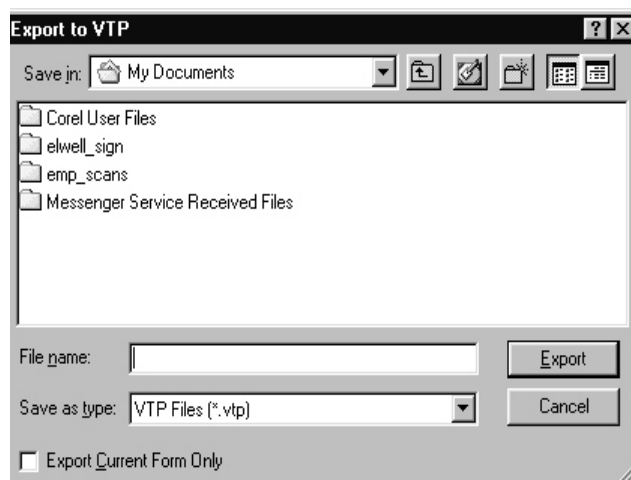 Export to VTP
Save in: My Documents
Corel User Files
elwell_sign
emp_scans
Messenger Service Received Files
File name: Export
Save as type: VTP Files (*.vtp) Cancel
Export Current Form Only